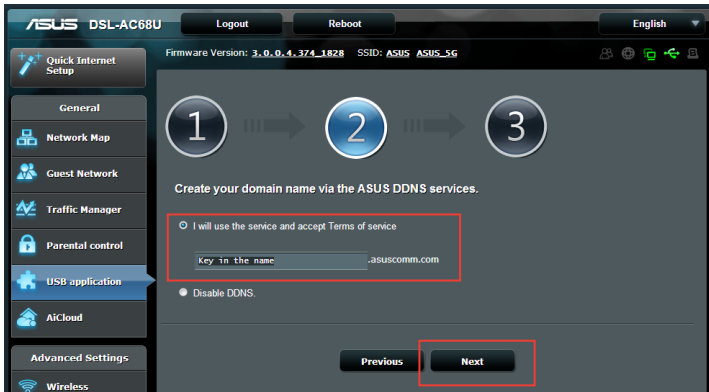 ASUS DSL-AC68U Logout Reboot English
Quick Internet Setup
Firmware Version: 3.0.0.4.374_1828 SSID: ASUS ASUS_5G
General
Network Map
Guest Network
Traffic Manager
Parental control
USB application
AiCloud
Advanced Settings
Wireless
1 2 3
Create your domain name via the ASUS DDNS services.
I will use the service and accept Terms of service
Key in the name .asuscomm.com
Disable DDNS.
Previous Next